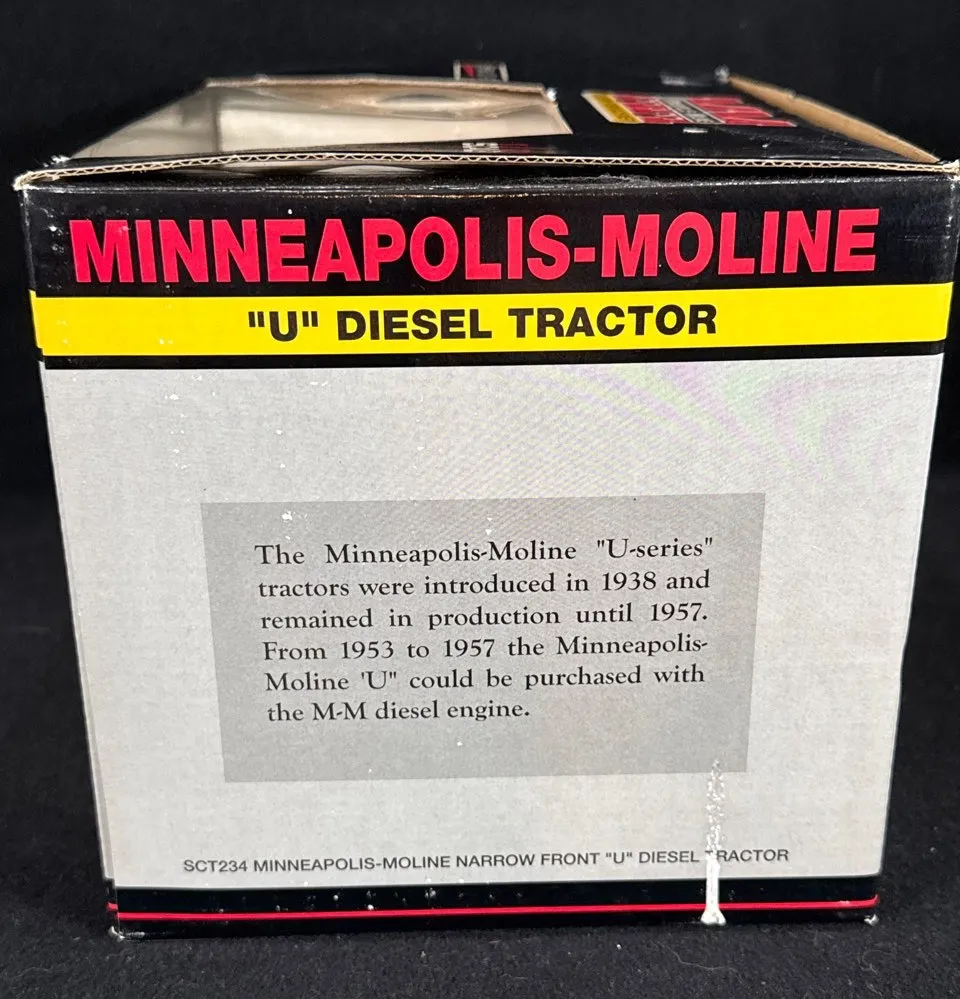 MINNEAPOLIS-MOLINE
"U" DIESEL TRACTOR
The Minneapolis-Moline "U-series"
tractors were introduced in 1938 and
remained in production until 1957.
From 1953 to 1957 the Minneapolis-
Moline 'U" could be purchased with
the M-M diesel engine.
SCT234 MINNEAPOLIS-MOLINE NARROW FRONT "U" DIESEL TRACTOR